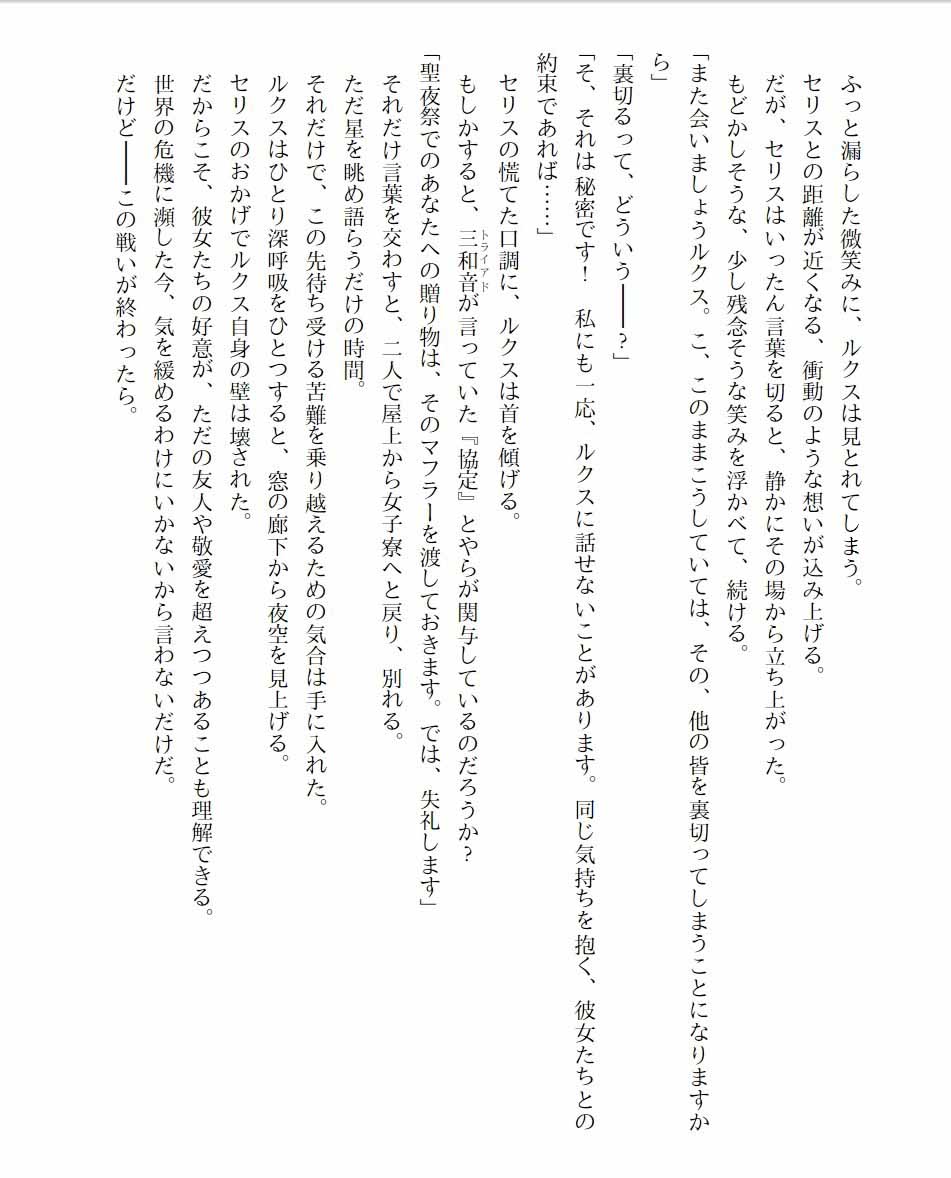 ふっと漏らした微笑みに、ルクスは見とれてしまう。
セリスとの距離が近くなる、衝動のような想いが込み上げる。
だが、セリスはいったん言葉を切ると、静かにその場から立ち上がった。
もどかしそうな、少し残念そうな笑みを浮かべて、続ける。
「また会いましょうルクス。こ、このままこうしていては、その、他の皆を裏切ってしまうことになりますか
ら」
「裏切るって、どういう――?」
「そ、それは秘密です!　私にも一応、ルクスに話せないことがあります。同じ気持ちを抱く、彼女たちとの
約束であれば……」
セリスの慌てた口調に、ルクスは首を傾げる。
もしかすると、三和音トライアドが言っていた『協定』とやらが関与しているのだろうか?
「聖夜祭でのあなたへの贈り物は、そのマフラーを渡しておきます。では、失礼します」
それだけ言葉を交わすと、二人で屋上から女子寮へと戻り、別れる。
ただ星を眺め語らうだけの時間。
それだけで、この先待ち受ける苦難を乗り越えるための気合は手に入れた。
ルクスはひとり深呼吸をひとつすると、窓の廊下から夜空を見上げる。
セリスのおかげでルクス自身の壁は壊された。
だからこそ、彼女たちの好意が、ただの友人や敬愛を超えつつあることも理解できる。
世界の危機に瀕した今、気を緩めるわけにいかないから言わないだけだ。
だけど――この戦いが終わったら。